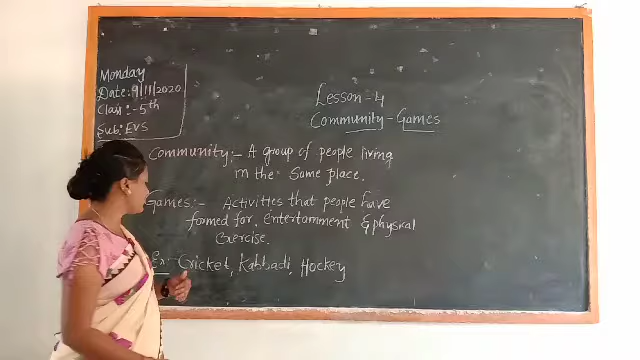 Monday
Date: 9/11/2020
Class: - 5th
Sub: EVS
Lesson - 4
Community - Games
Community:- A group of people living
in the same place.
Games:- Activities that people have
formed for entertainment & physical
exercise.
Ex:- Cricket, Kabbadi, Hockey